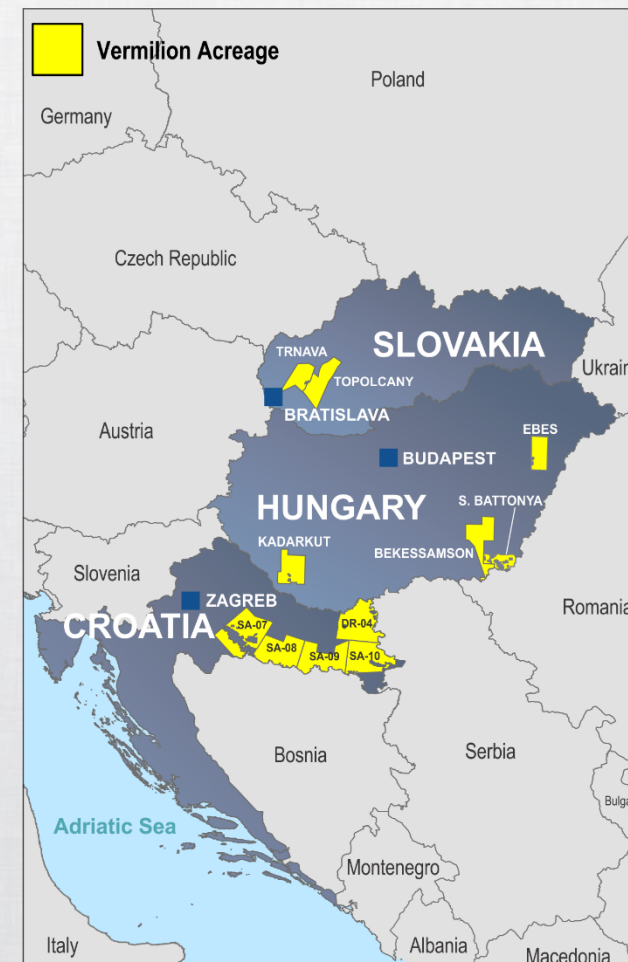 Vermilion Acreage
Poland
Germany
Czech Republic
SLOVAKIA
TRNAVA
TOPOLCANY
Ukrain
BRATISLAVA
Austria
EBES
BUDAPEST
HUNGARY
S. BATTONYA
KADARKUT
BEKESSAMSON
Slovenia
ZAGREB
Romania
CROATIA
SA-07
DR-04
SA-08
SA-09
SA-10
Bosnia
Serbia
Bulga
Adriatic Sea
Montenegro
Italy
Albania
Macedonia